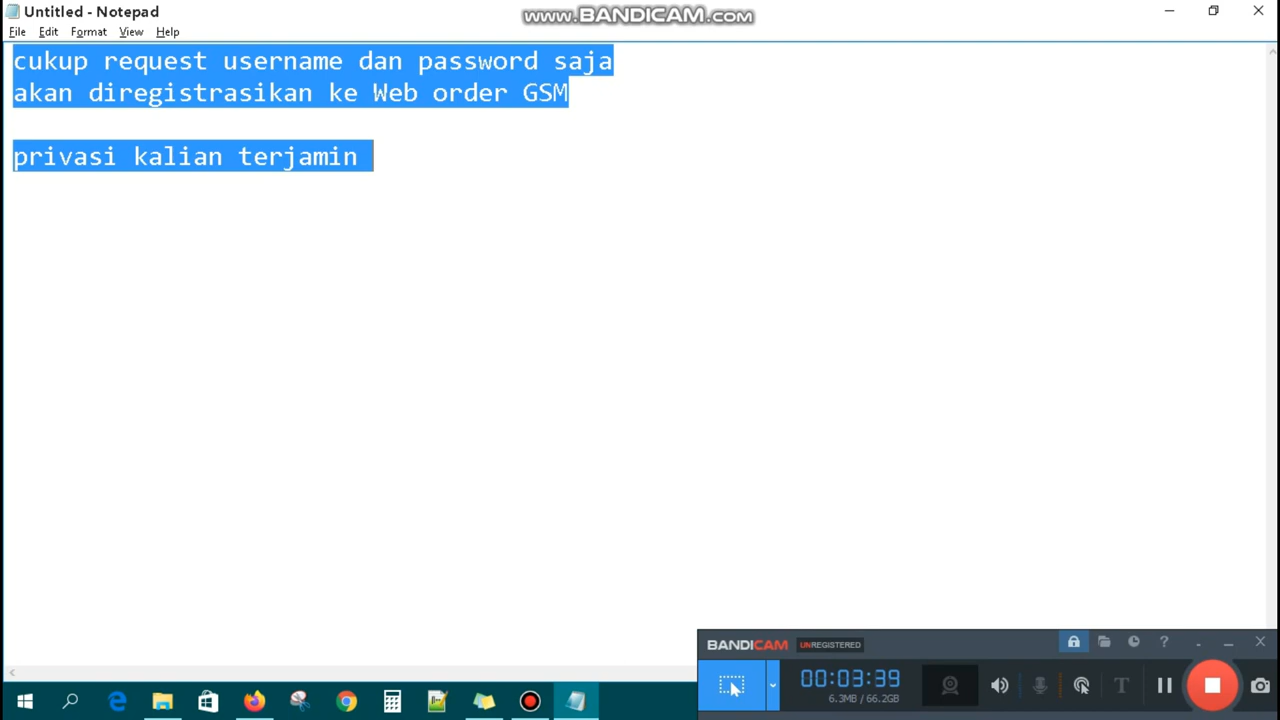 Untitled - Notepad
www.BANDICAM.com
File Edit Format View Help
cukup request username dan password saja
akan diregistrasikan ke Web order GSM
privasi kalian terjamin
BANDICAM UNREGISTERED
00:03:39
6.3MB / 66.2GB